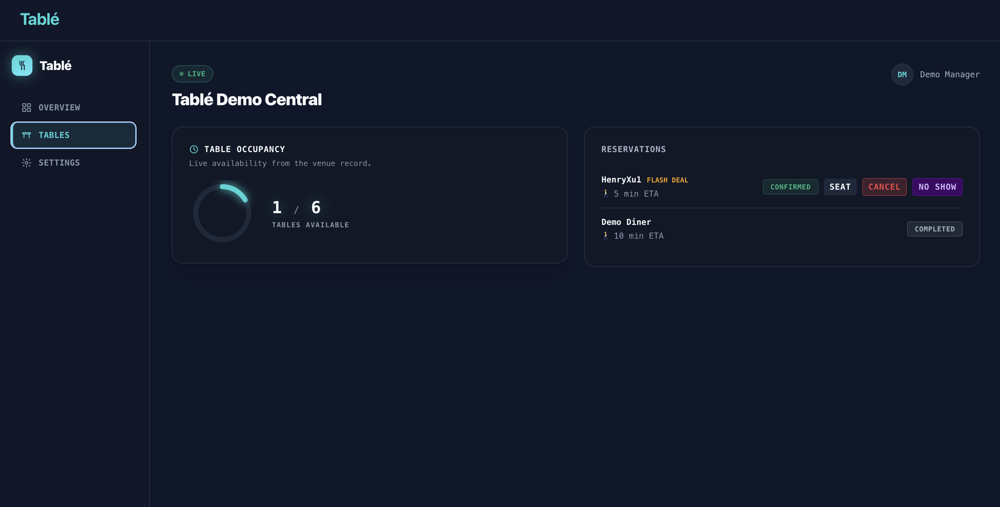 Tablé
Tablé
OVERVIEW
TABLES
SETTINGS
LIVE
DM Demo Manager
Tablé Demo Central
TABLE OCCUPANCY
Live availability from the venue record.
1 / 6
TABLES AVAILABLE
RESERVATIONS
HenryXu1 FLASH DEAL
5 min ETA
CONFIRMED SEAT CANCEL NO SHOW
Demo Diner
10 min ETA
COMPLETED